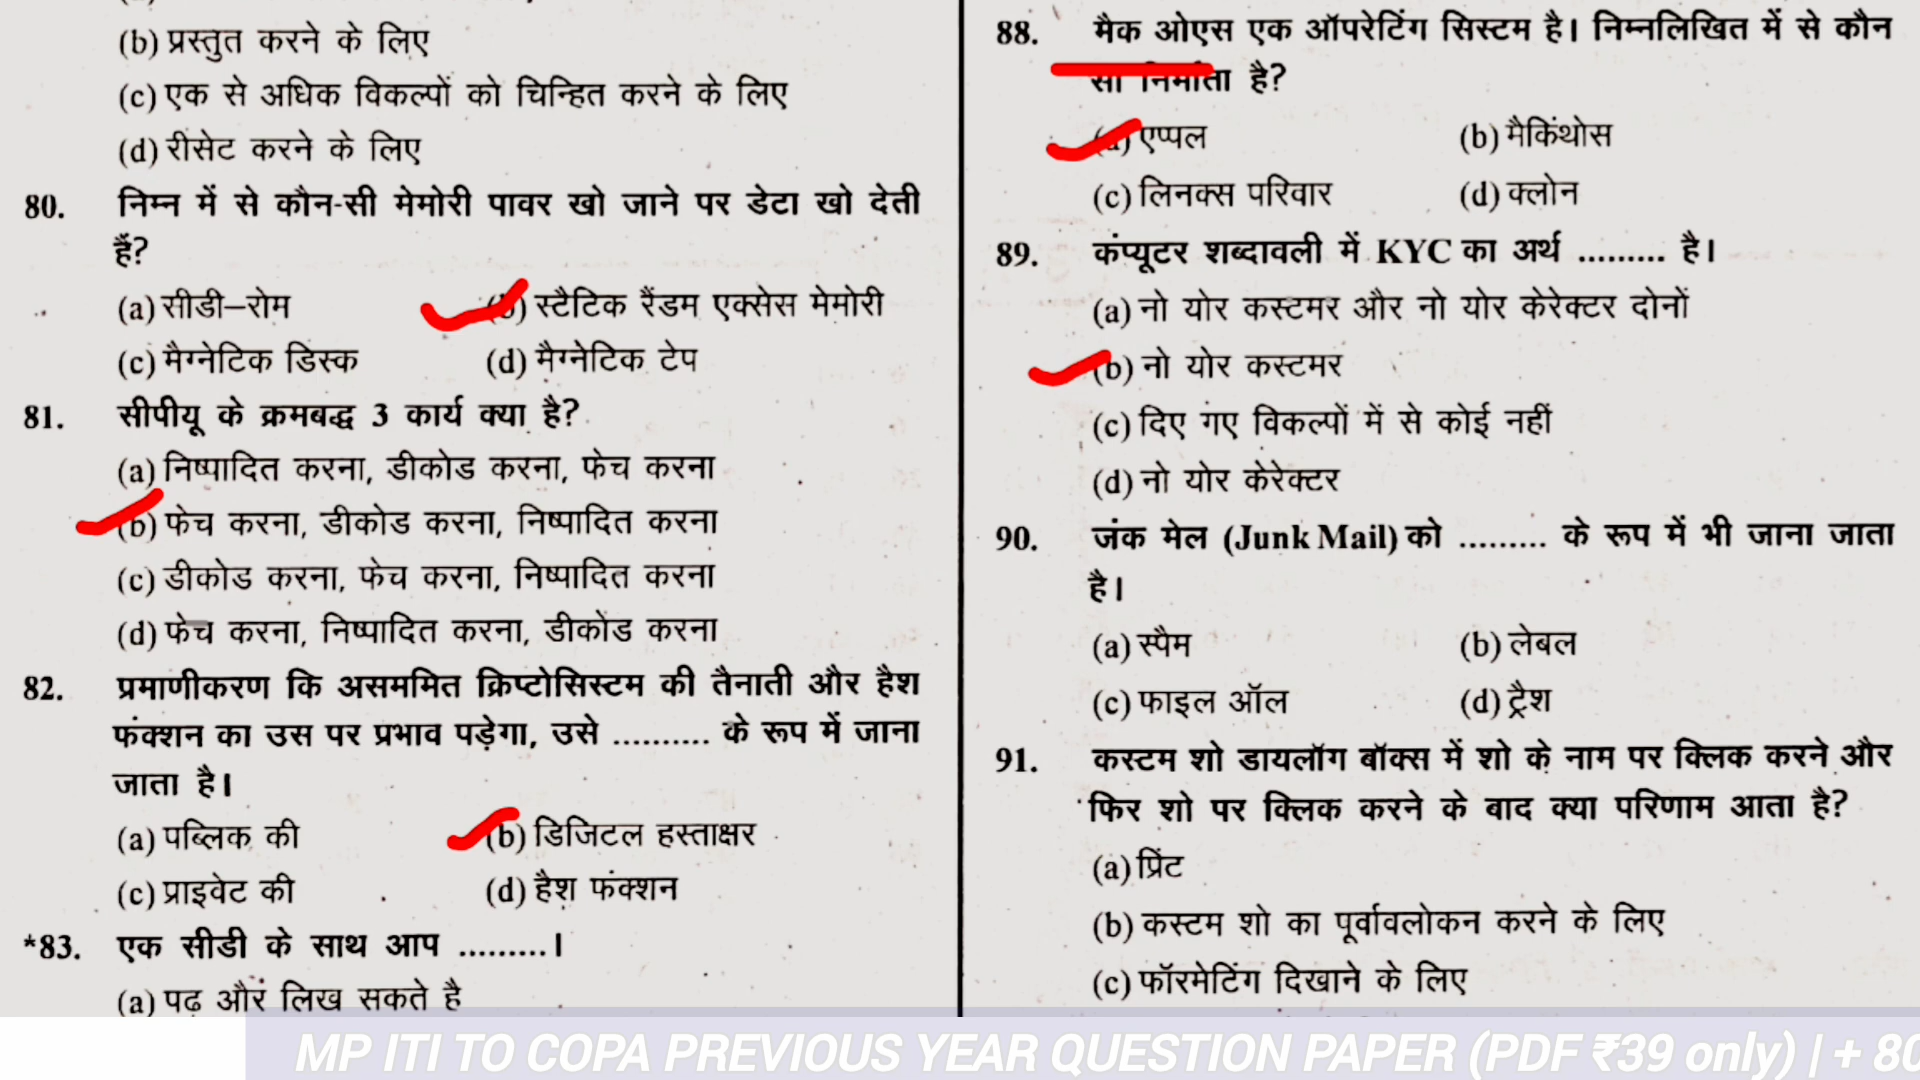 (b) प्रस्तुत करने के लिए
(c) एक से अधिक विकल्पों को चिन्हित करने के लिए
(d) रीसेट करने के लिए
80. निम्न में से कौन-सी मेमोरी पावर खो जाने पर डेटा खो देती
हैं?
(a) सीडी–रोम (b) स्टैटिक रैंडम एक्सेस मेमोरी
(c) मैग्नेटिक डिस्क (d) मैग्नेटिक टेप
81. सीपीयू के क्रमबद्ध 3 कार्य क्या है?
(a) निष्पादित करना, डीकोड करना, फेच करना
(b) फेच करना, डीकोड करना, निष्पादित करना
(c) डीकोड करना, फेच करना, निष्पादित करना
(d) फेच करना, निष्पादित करना, डीकोड करना
82. प्रमाणीकरण कि असममित क्रिप्टोसिस्टम की तैनाती और हैश
फंक्शन का उस पर प्रभाव पड़ेगा, उसे .......... के रूप में जाना
जाता है।
(a) पब्लिक की (b) डिजिटल हस्ताक्षर
(c) प्राइवेट की (d) हैश फंक्शन
*83. एक सीडी के साथ आप .........।
(a) पढ़ और लिख सकते है
88. मैक ओएस एक ऑपरेटिंग सिस्टम है। निम्नलिखित में से कौन
सा निर्माता है?
(a) एप्पल (b) मैकिंथोस
(c) लिनक्स परिवार (d) क्लोन
89. कंप्यूटर शब्दावली में KYC का अर्थ ......... है।
(a) नो योर कस्टमर और नो योर केरेक्टर दोनों
(b) नो योर कस्टमर
(c) दिए गए विकल्पों में से कोई नहीं
(d) नो योर केरेक्टर
90. जंक मेल (Junk Mail) को ......... के रूप में भी जाना जाता
है।
(a) स्पैम (b) लेबल
(c) फाइल ऑल (d) ट्रैश
91. कस्टम शो डायलॉग बॉक्स में शो के नाम पर क्लिक करने और
फिर शो पर क्लिक करने के बाद क्या परिणाम आता है?
(a) प्रिंट
(b) कस्टम शो का पूर्वावलोकन करने के लिए
(c) फॉरमेटिंग दिखाने के लिए
MP ITI TO COPA PREVIOUS YEAR QUESTION PAPER (PDF ₹39 only) | + 80